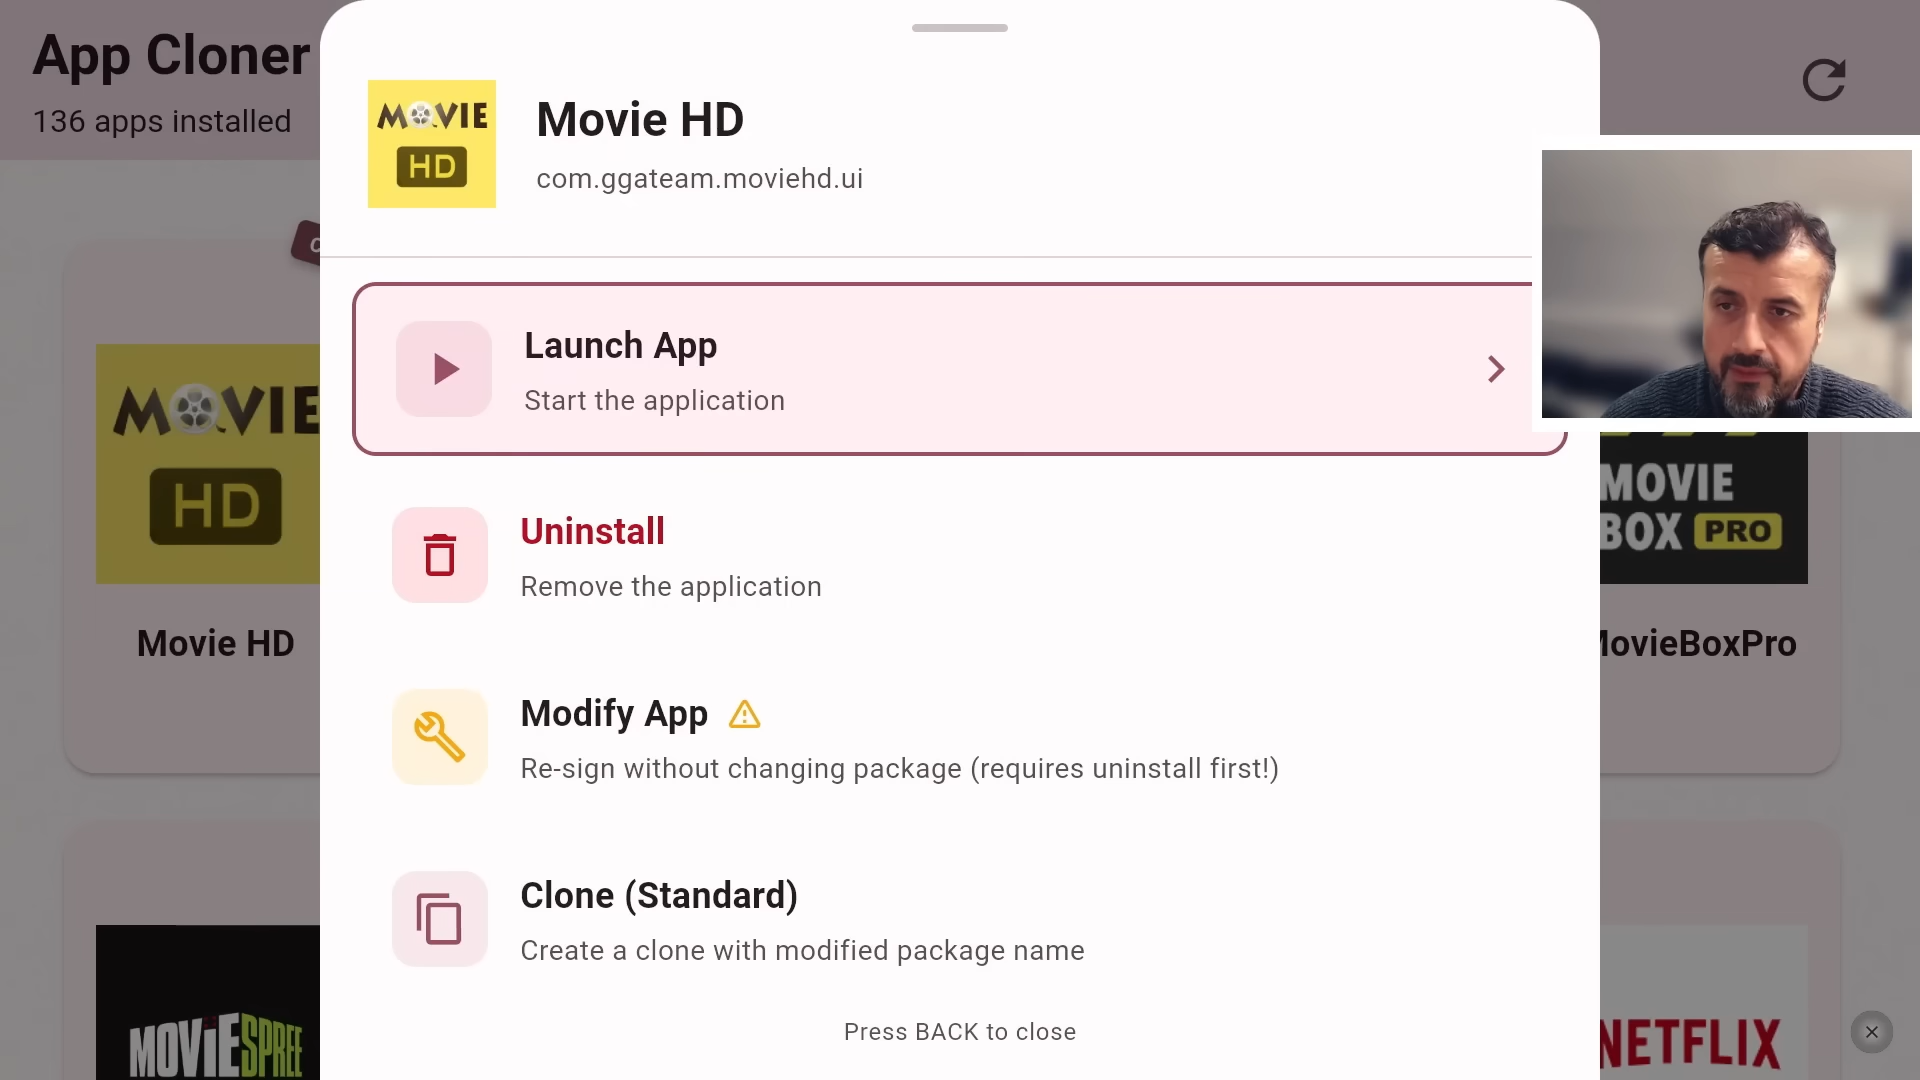 App Cloner
136 apps installed
MOVIE
HD
Movie HD
com.ggateam.moviehd.ui
Launch App
Start the application
Uninstall
Remove the application
Modify App
Re-sign without changing package (requires uninstall first!)
Clone (Standard)
Create a clone with modified package name
Press BACK to close
MOVIE
HD
Movie HD
MOVIE
BOX PRO
MovieBoxPro
MOVIESPREE
NETFLIX